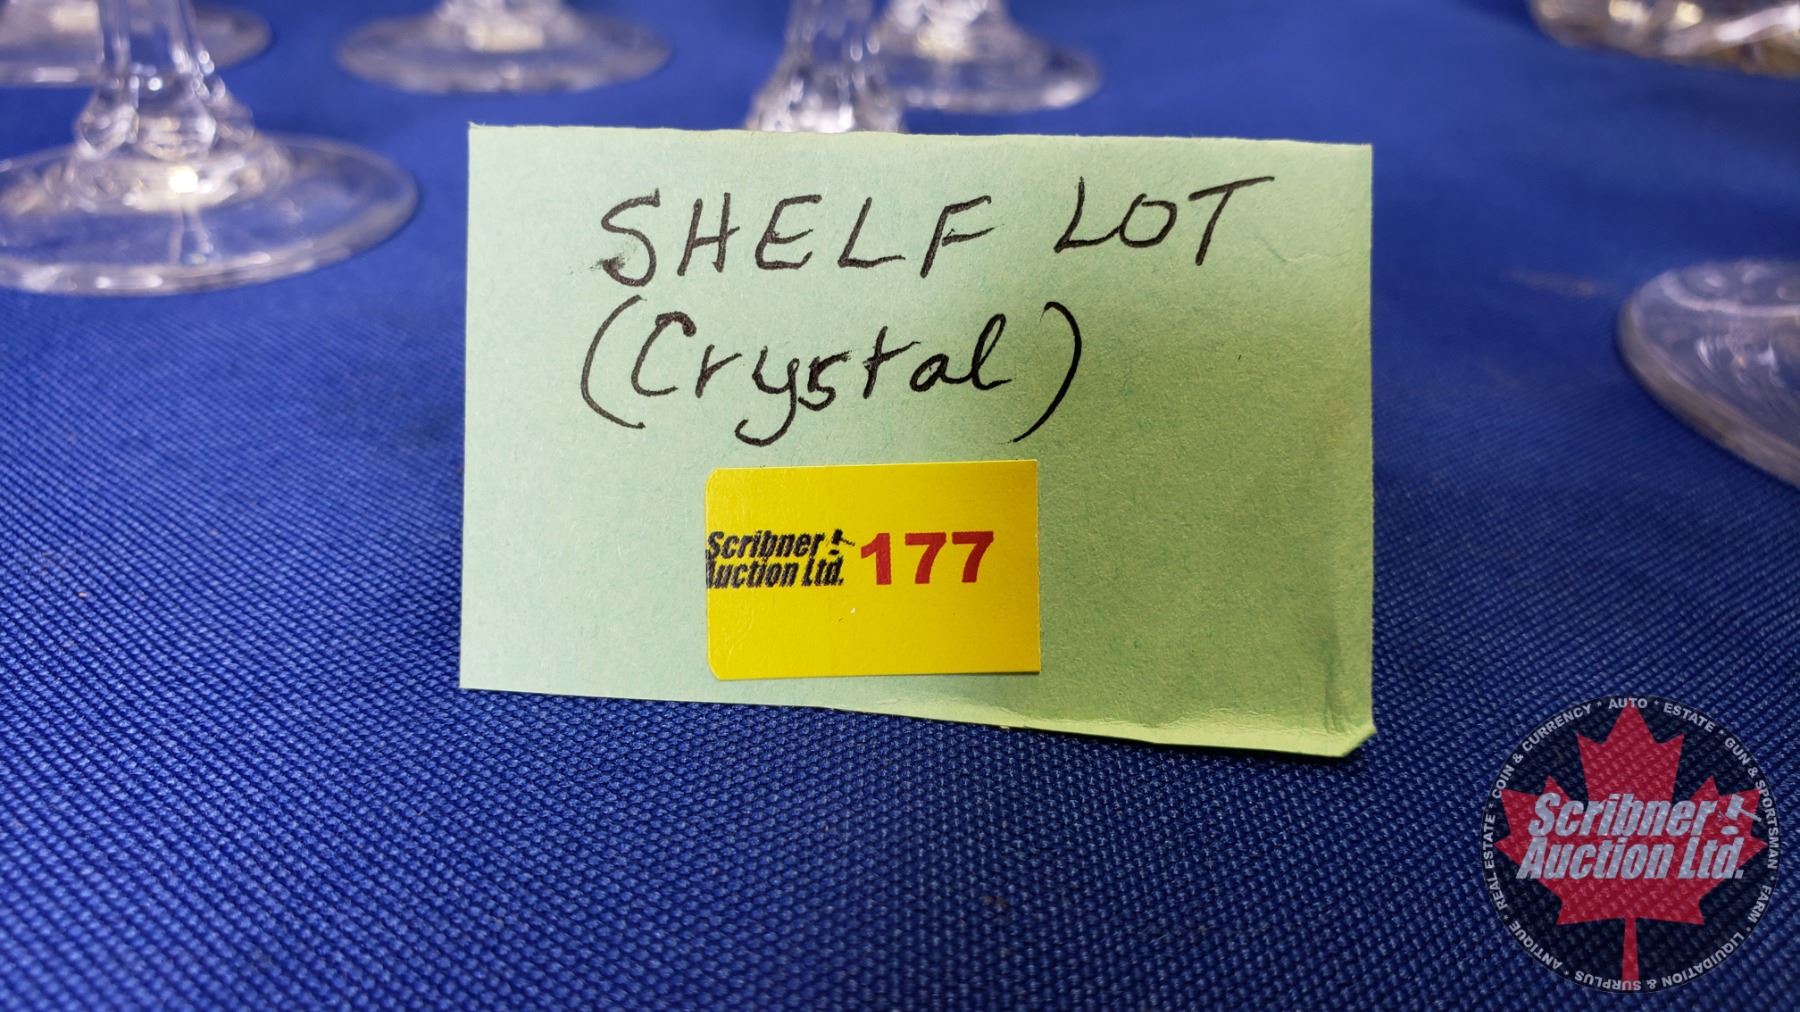 SHELF LOT
(Crystal)
Scribner ! 177
Auction Ltd.
Scribner !
Auction Ltd.
REAL ESTATE * COIN & CURRENCY * AUTO * ESTATE * GUN & SPORTSMAN * FARM * LIQUIDATION & SURPLUS * ANTIQUE *